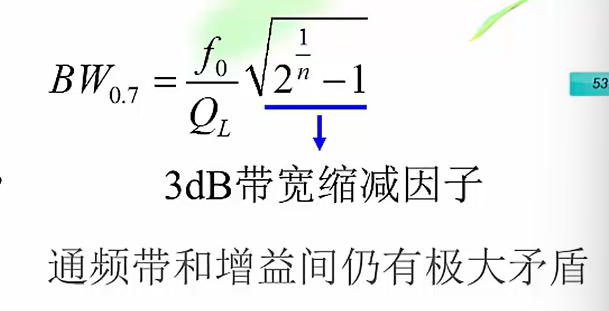 BW₀.₇ = f₀/Q_L √(2^(1/n) − 1)
53
3dB带宽缩减因子
通频带和增益间仍有极大矛盾